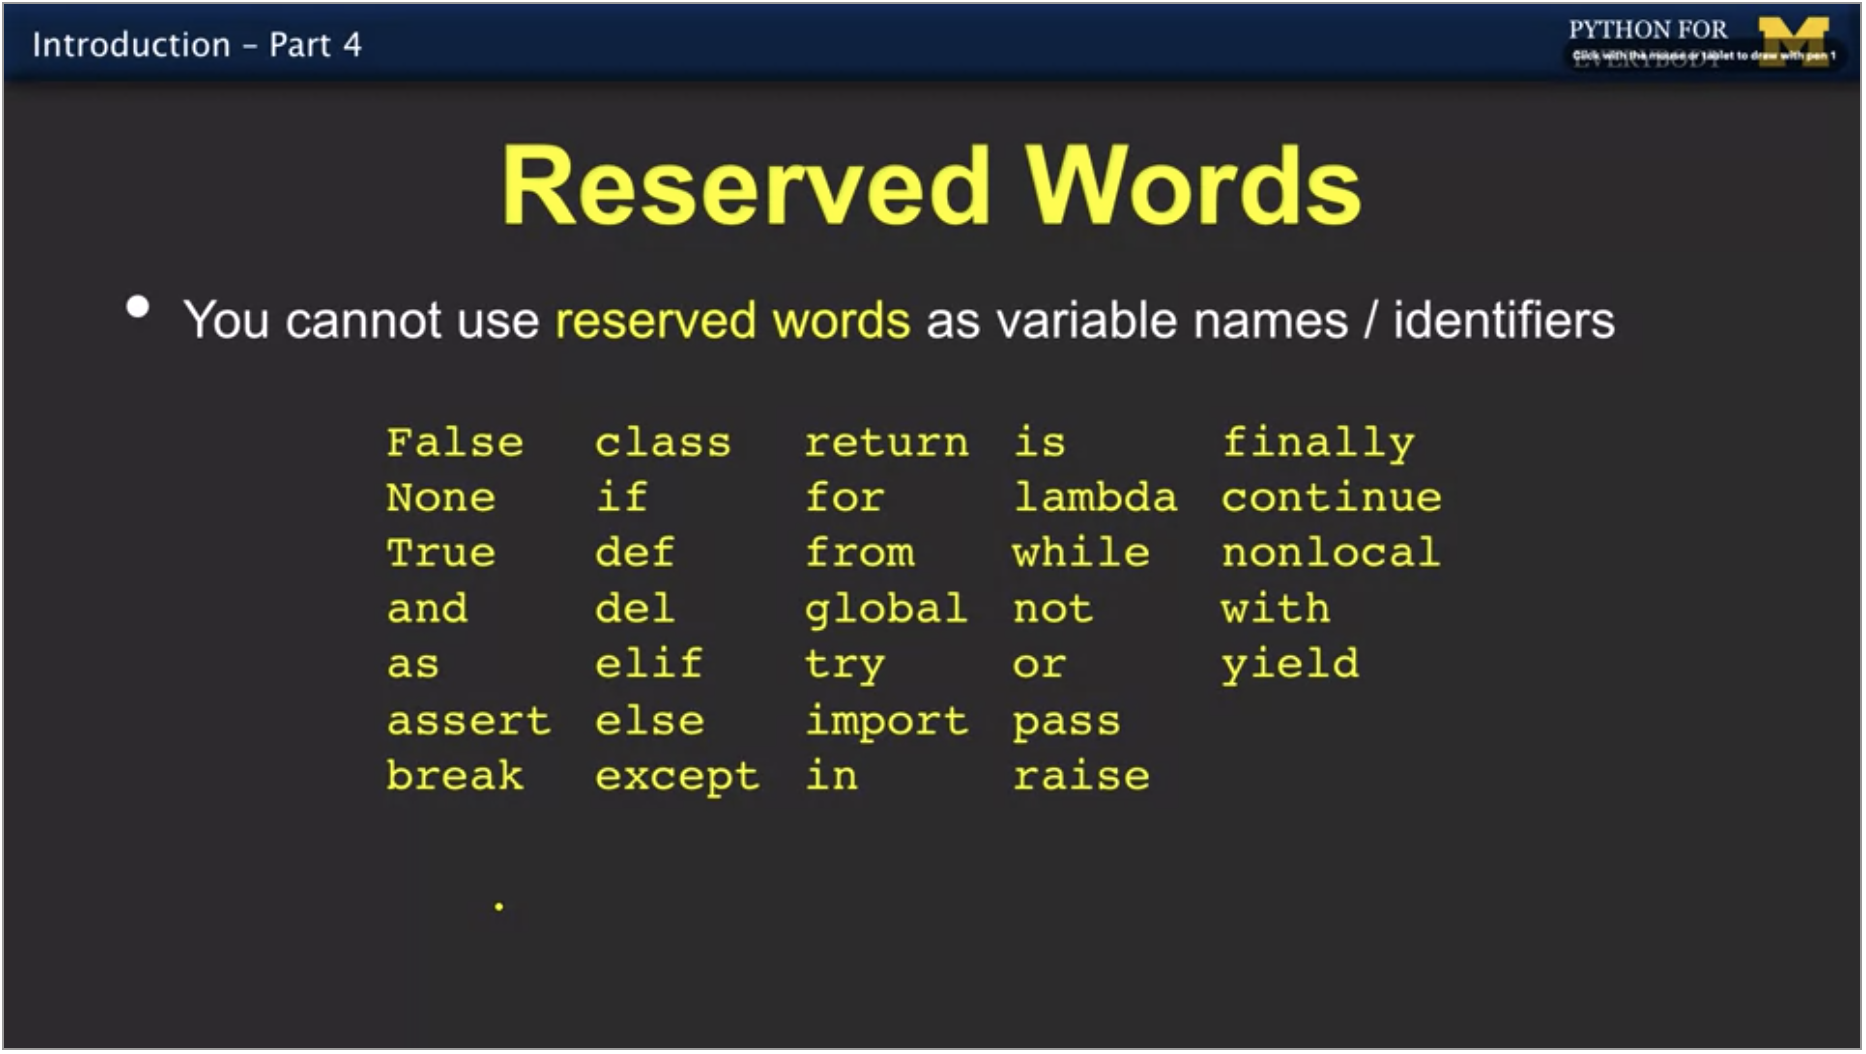 Introduction – Part 4
PYTHON FOR
EVERYBODY
Click with the mouse or tablet to draw with pen 1
Reserved Words
• You cannot use reserved words as variable names / identifiers
False class return is finally
None if for lambda continue
True def from while nonlocal
and del global not with
as elif try or yield
assert else import pass
break except in raise